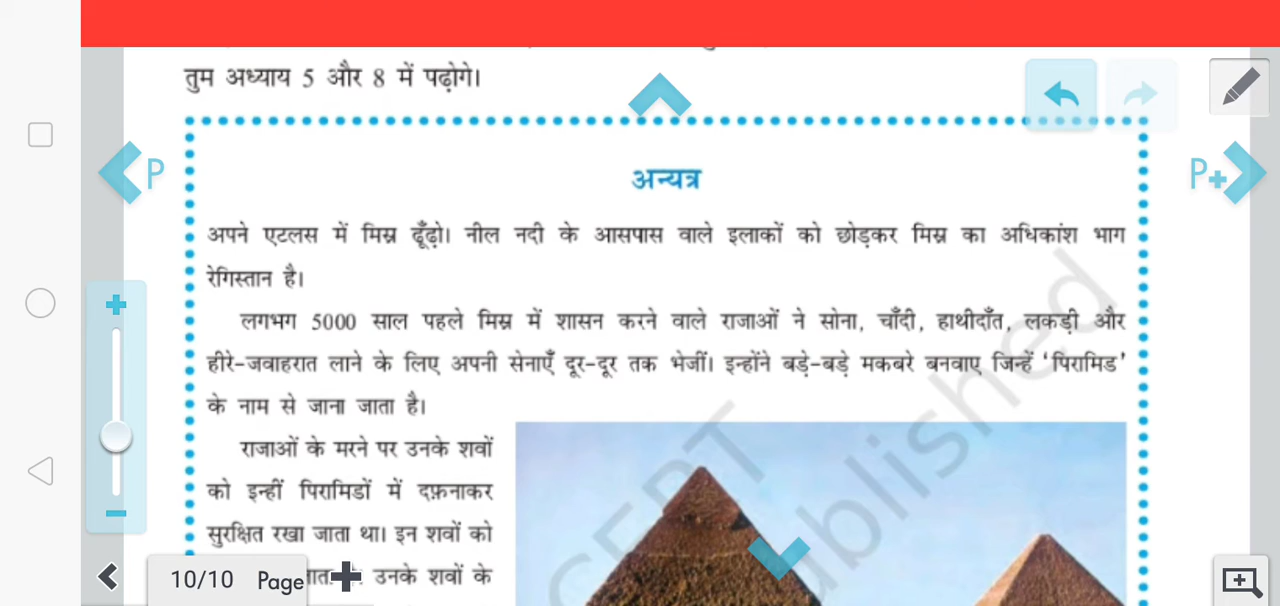 तुम अध्याय 5 और 8 में पढ़ोगे।
P
P+
अन्यत्र
अपने एटलस में मिस्र ढूँढ़ो। नील नदी के आसपास वाले इलाकों को छोड़कर मिस्र का अधिकांश भाग
रेगिस्तान है।
लगभग 5000 साल पहले मिस्र में शासन करने वाले राजाओं ने सोना, चाँदी, हाथीदाँत, लकड़ी और
हीरे-जवाहरात लाने के लिए अपनी सेनाएँ दूर-दूर तक भेजीं। इन्होंने बड़े-बड़े मकबरे बनवाए जिन्हें ‘पिरामिड’
के नाम से जाना जाता है।
राजाओं के मरने पर उनके शवों
को इन्हीं पिरामिडों में दफ़नाकर
सुरक्षित रखा जाता था। इन शवों को
उनके शवों के
10/10 Page